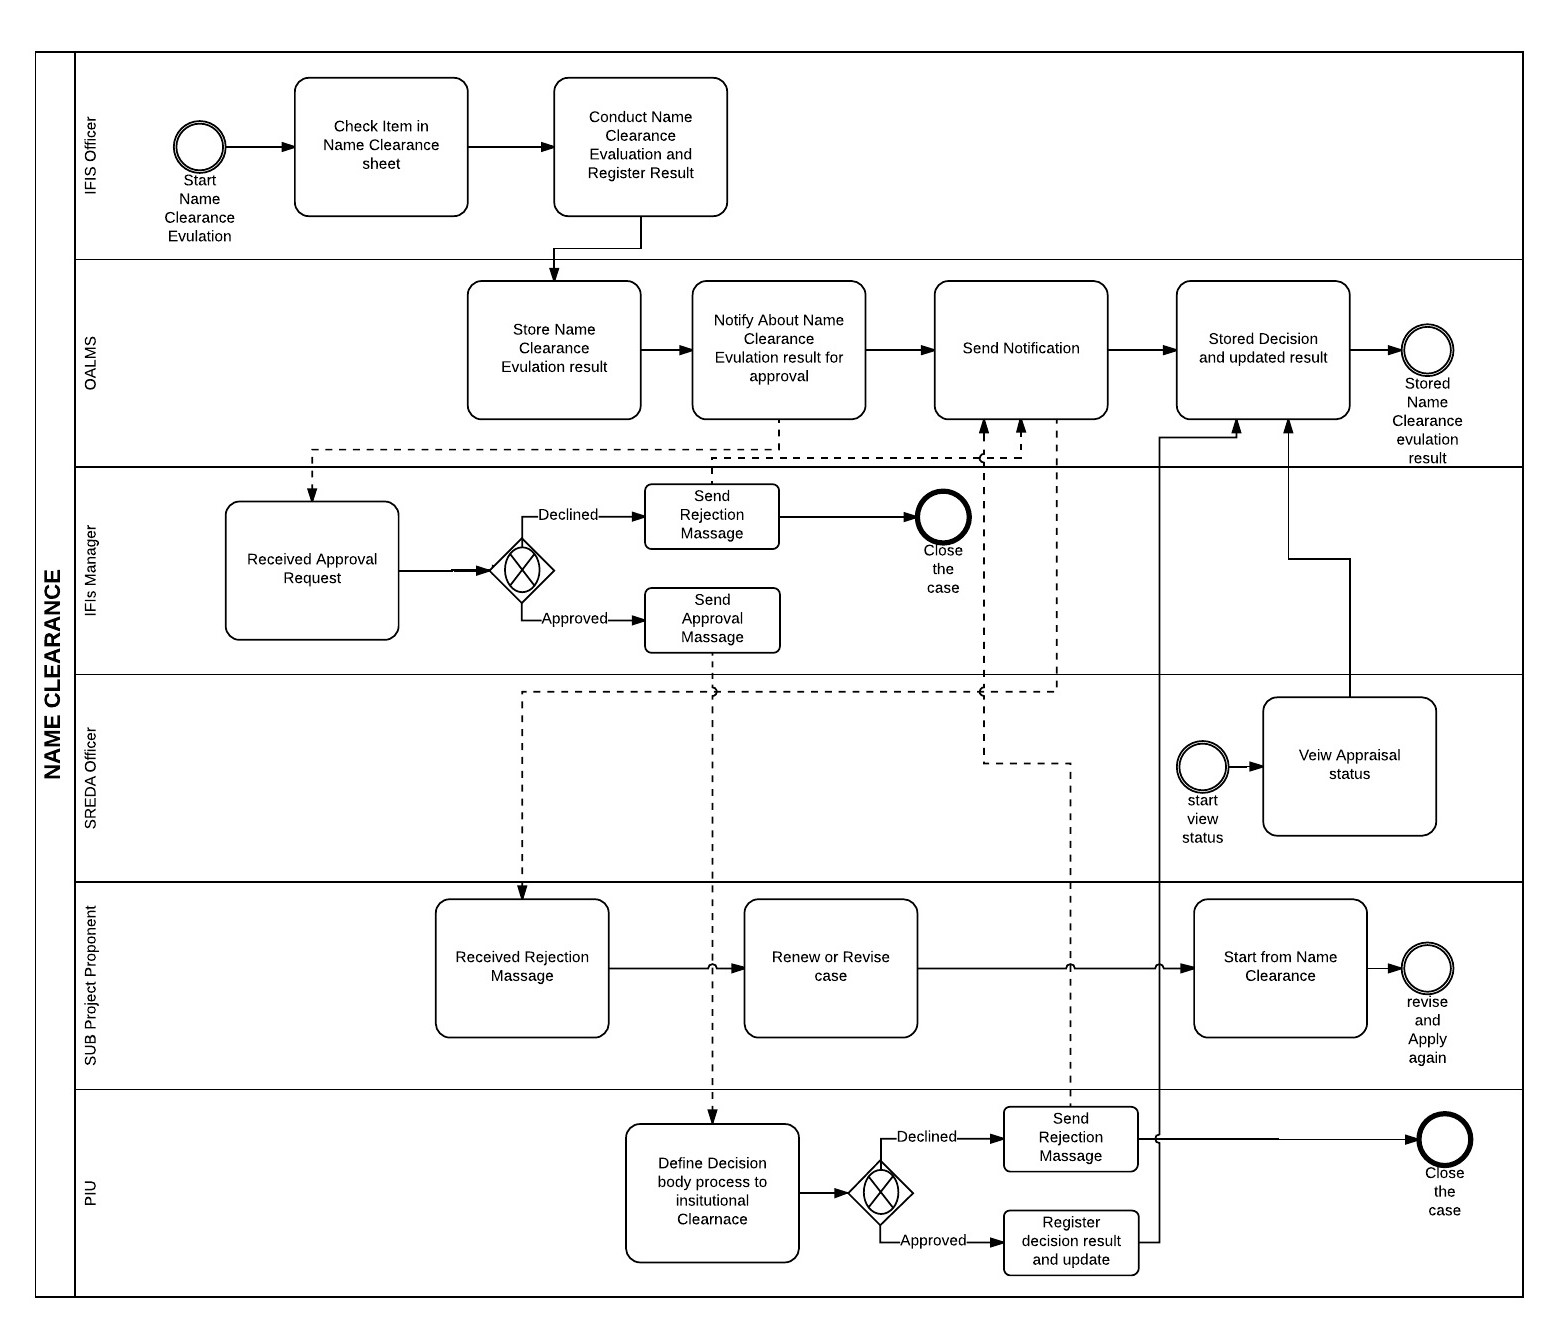 NAME CLEARANCE
IFIS Officer
Start
Name
Clearance
Evulation
Check Item in
Name Clearance
sheet
Conduct Name
Clearance
Evaluation and
Register Result
OALMS
Store Name
Clearance
Evulation result
Notify About Name
Clearance
Evulation result for
approval
Send Notification
Stored Decision
and updated result
Stored
Name
Clearance
evulation
result
IFIs Manager
Received Approval
Request
Declined
Approved
Send
Rejection
Massage
Send
Approval
Massage
Close
the
case
SREDA Officer
start
view
status
Veiw Appraisal
status
SUB Project Proponent
Received Rejection
Massage
Renew or Revise
case
Start from Name
Clearance
revise
and
Apply
again
PIU
Define Decision
body process to
insitutional
Clearnace
Declined
Approved
Send
Rejection
Massage
Register
decision result
and update
Close
the
case